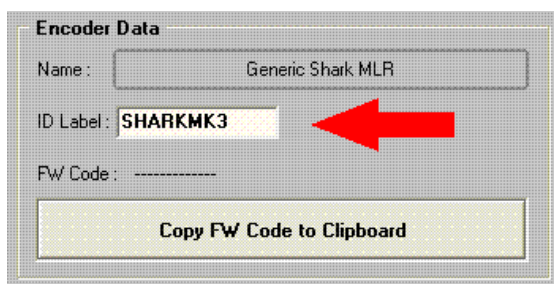 Encoder Data
Name : Generic Shark MLR
ID Label : SHARKMK3
FW Code : -------------
Copy FW Code to Clipboard